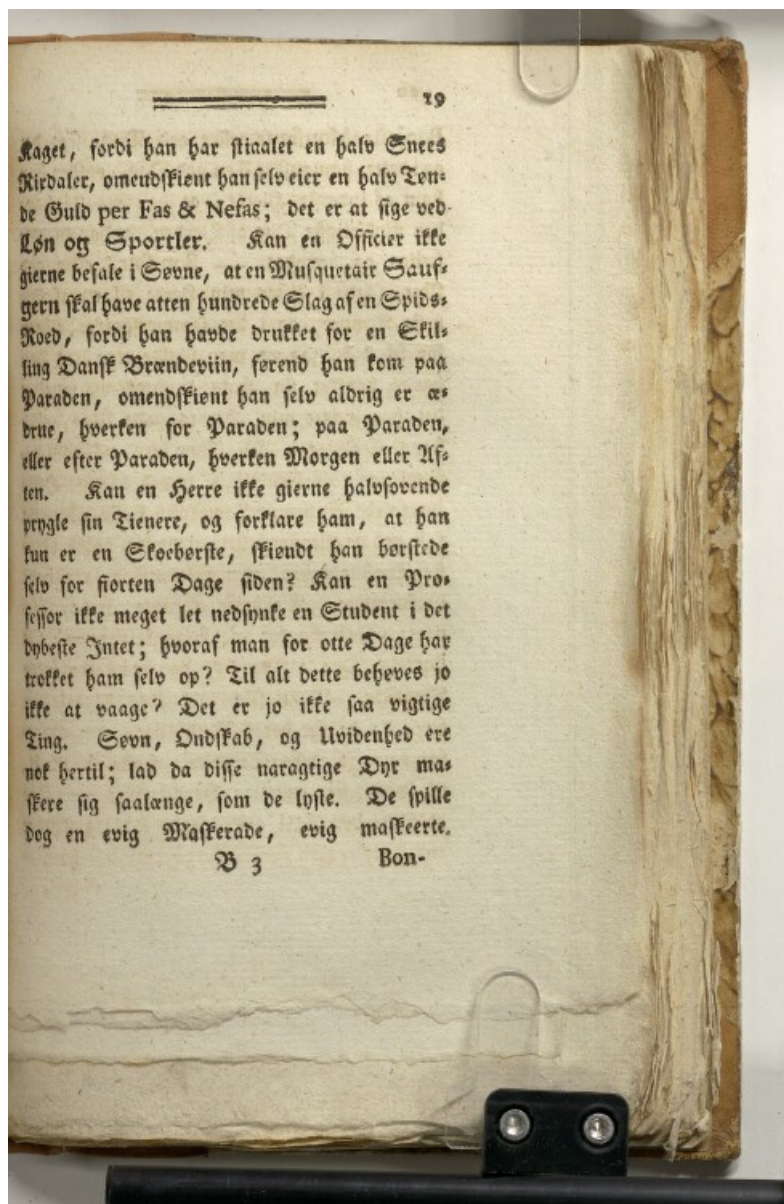 19
Kaget, fordi han har stiaalet en halv Snees
Rirdaler, omendskiønt han selv eier en halv Tøn-
de Guld per Fas & Nefas; det er at sige ved
Løn og Sportler. Kan en Officier ikke
gierne befale i Søvne, at en Musquetair Sauf-
gern skal have atten hundrede Slag af en Spids-
Roed, fordi han havde drukket for en Skil-
ling Dansk Brændeviin, førend han kom paa
Paraden, omendskiønt han selv aldrig er æ-
drue, hverken for Paraden; paa Paraden,
eller efter Paraden, hverken Morgen eller Af-
ten. Kan en Herre ikke gierne halvsovende
prygle sin Tienere, og forklare ham, at han
kun er en Skoebørste, skiøndt han børstede
selv for fiorten Dage siden? Kan en Pro-
fessor ikke meget let nedsynke en Student i det
dybeste Intet; hvoraf man for otte Dage har
trokket ham selv op? Til alt dette behøves jo
ikke at vaage? Det er jo ikke saa vigtige
Ting. Søvn, Ondskab, og Uvidenhed ere
nok hertil; lad da disse naragtige Dyr ma-
skere sig saalænge, som de lyste. De spille
dog en evig Maskerade, evig maskeerte.
B 3 Bon-